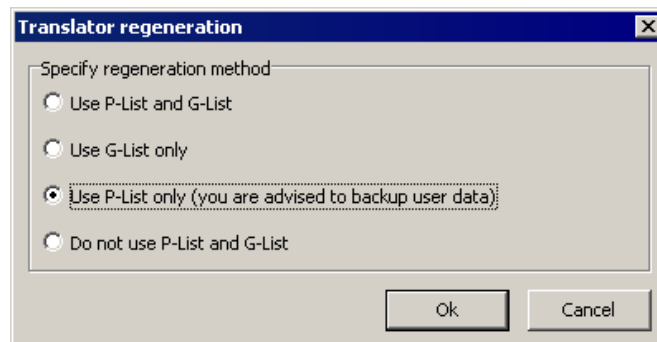 Translator regeneration
Specify regeneration method
Use P-List and G-List
Use G-List only
Use P-List only (you are advised to backup user data)
Do not use P-List and G-List
Ok Cancel